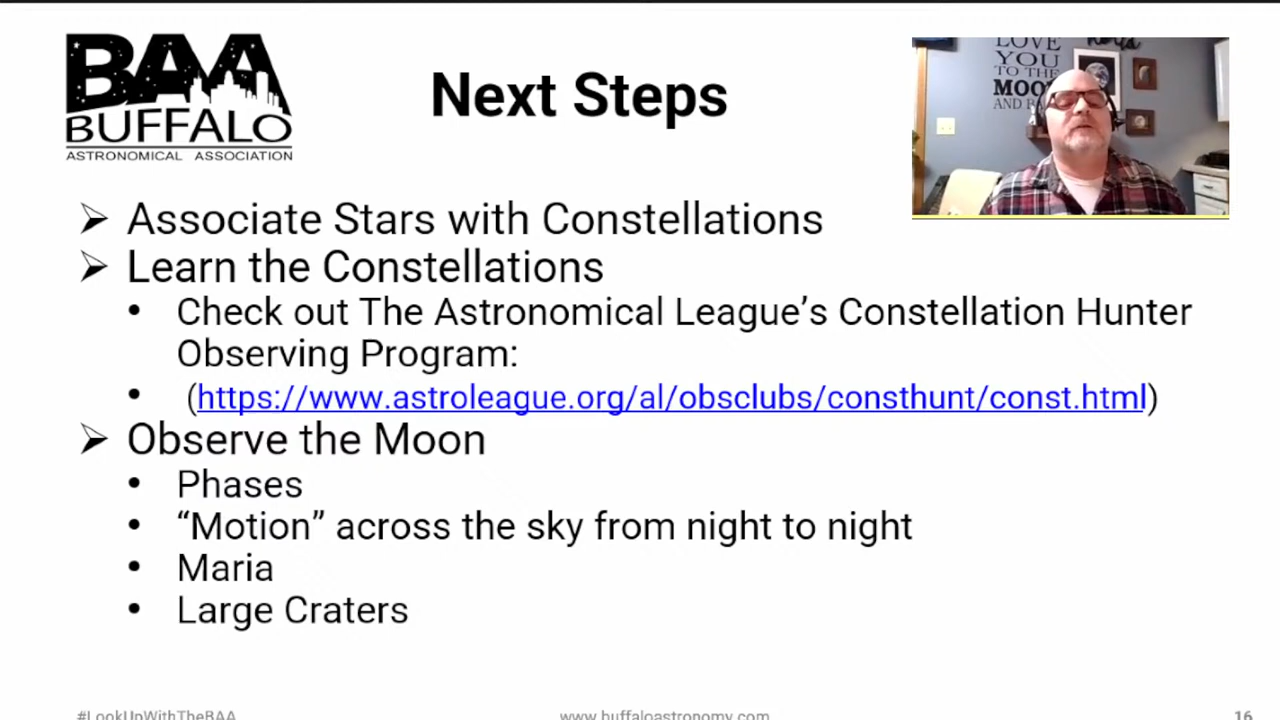 BAA
BUFFALO
ASTRONOMICAL ASSOCIATION
Next Steps
LOVE
YOU
TO THE
MOON
➢ Associate Stars with Constellations
➢ Learn the Constellations
• Check out The Astronomical League’s Constellation Hunter
Observing Program:
• (https://www.astroleague.org/al/obsclubs/consthunt/const.html)
➢ Observe the Moon
• Phases
• “Motion” across the sky from night to night
• Maria
• Large Craters
#LookUpWithTheBAA
www.buffaloastronomy.com
16